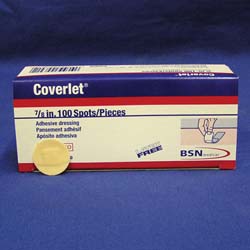 Coverlet®
7/8 in. 100 Spots/Pieces
Adhesive dressing
Pansement adhésif
Apósito adhesivo
FREE
BSN medical